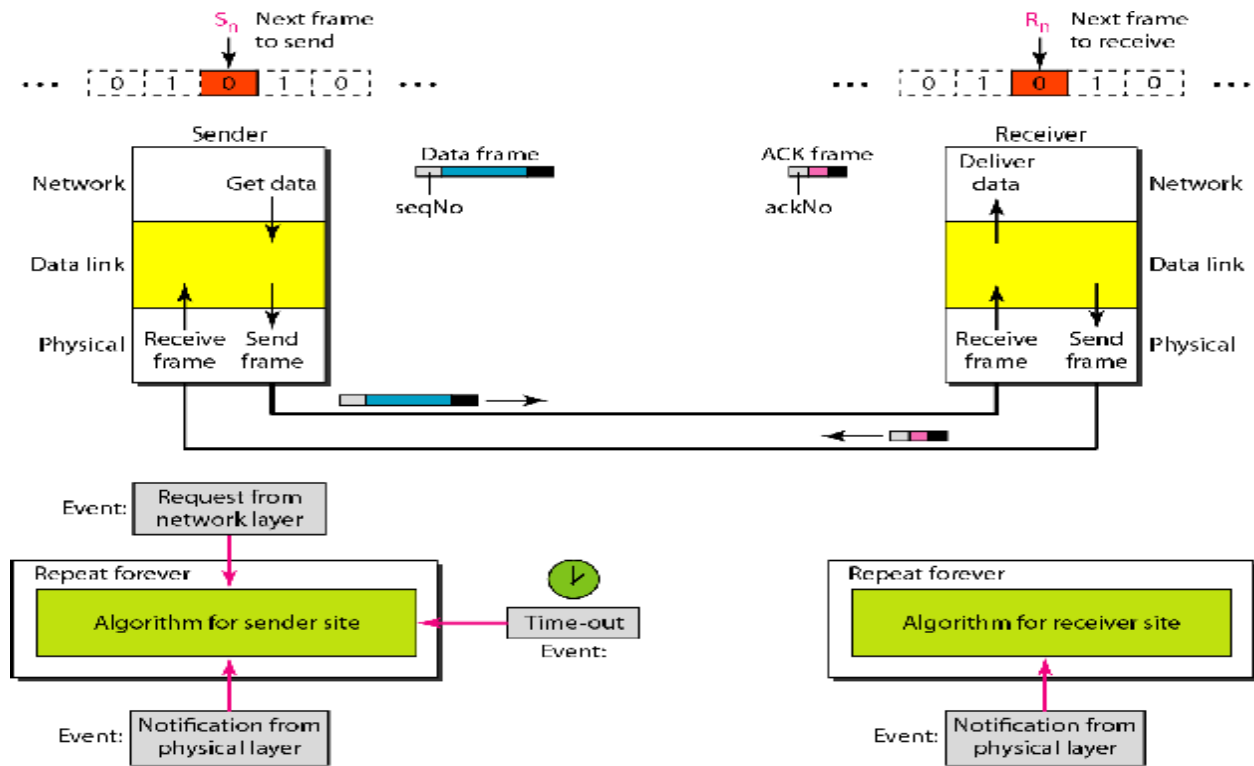 Sn Next frame
to send
Rn Next frame
to receive
... 0 1 0 1 0 ...
... 0 1 0 1 0 ...
Sender
Receiver
Data frame
ACK frame
seqNo
ackNo
Network
Get data
Deliver
data
Network
Data link
Data link
Physical
Receive
frame
Send
frame
Receive
frame
Send
frame
Physical
Event:
Request from
network layer
Repeat forever
Algorithm for sender site
Time-out
Event:
Repeat forever
Algorithm for receiver site
Event:
Notification from
physical layer
Event:
Notification from
physical layer